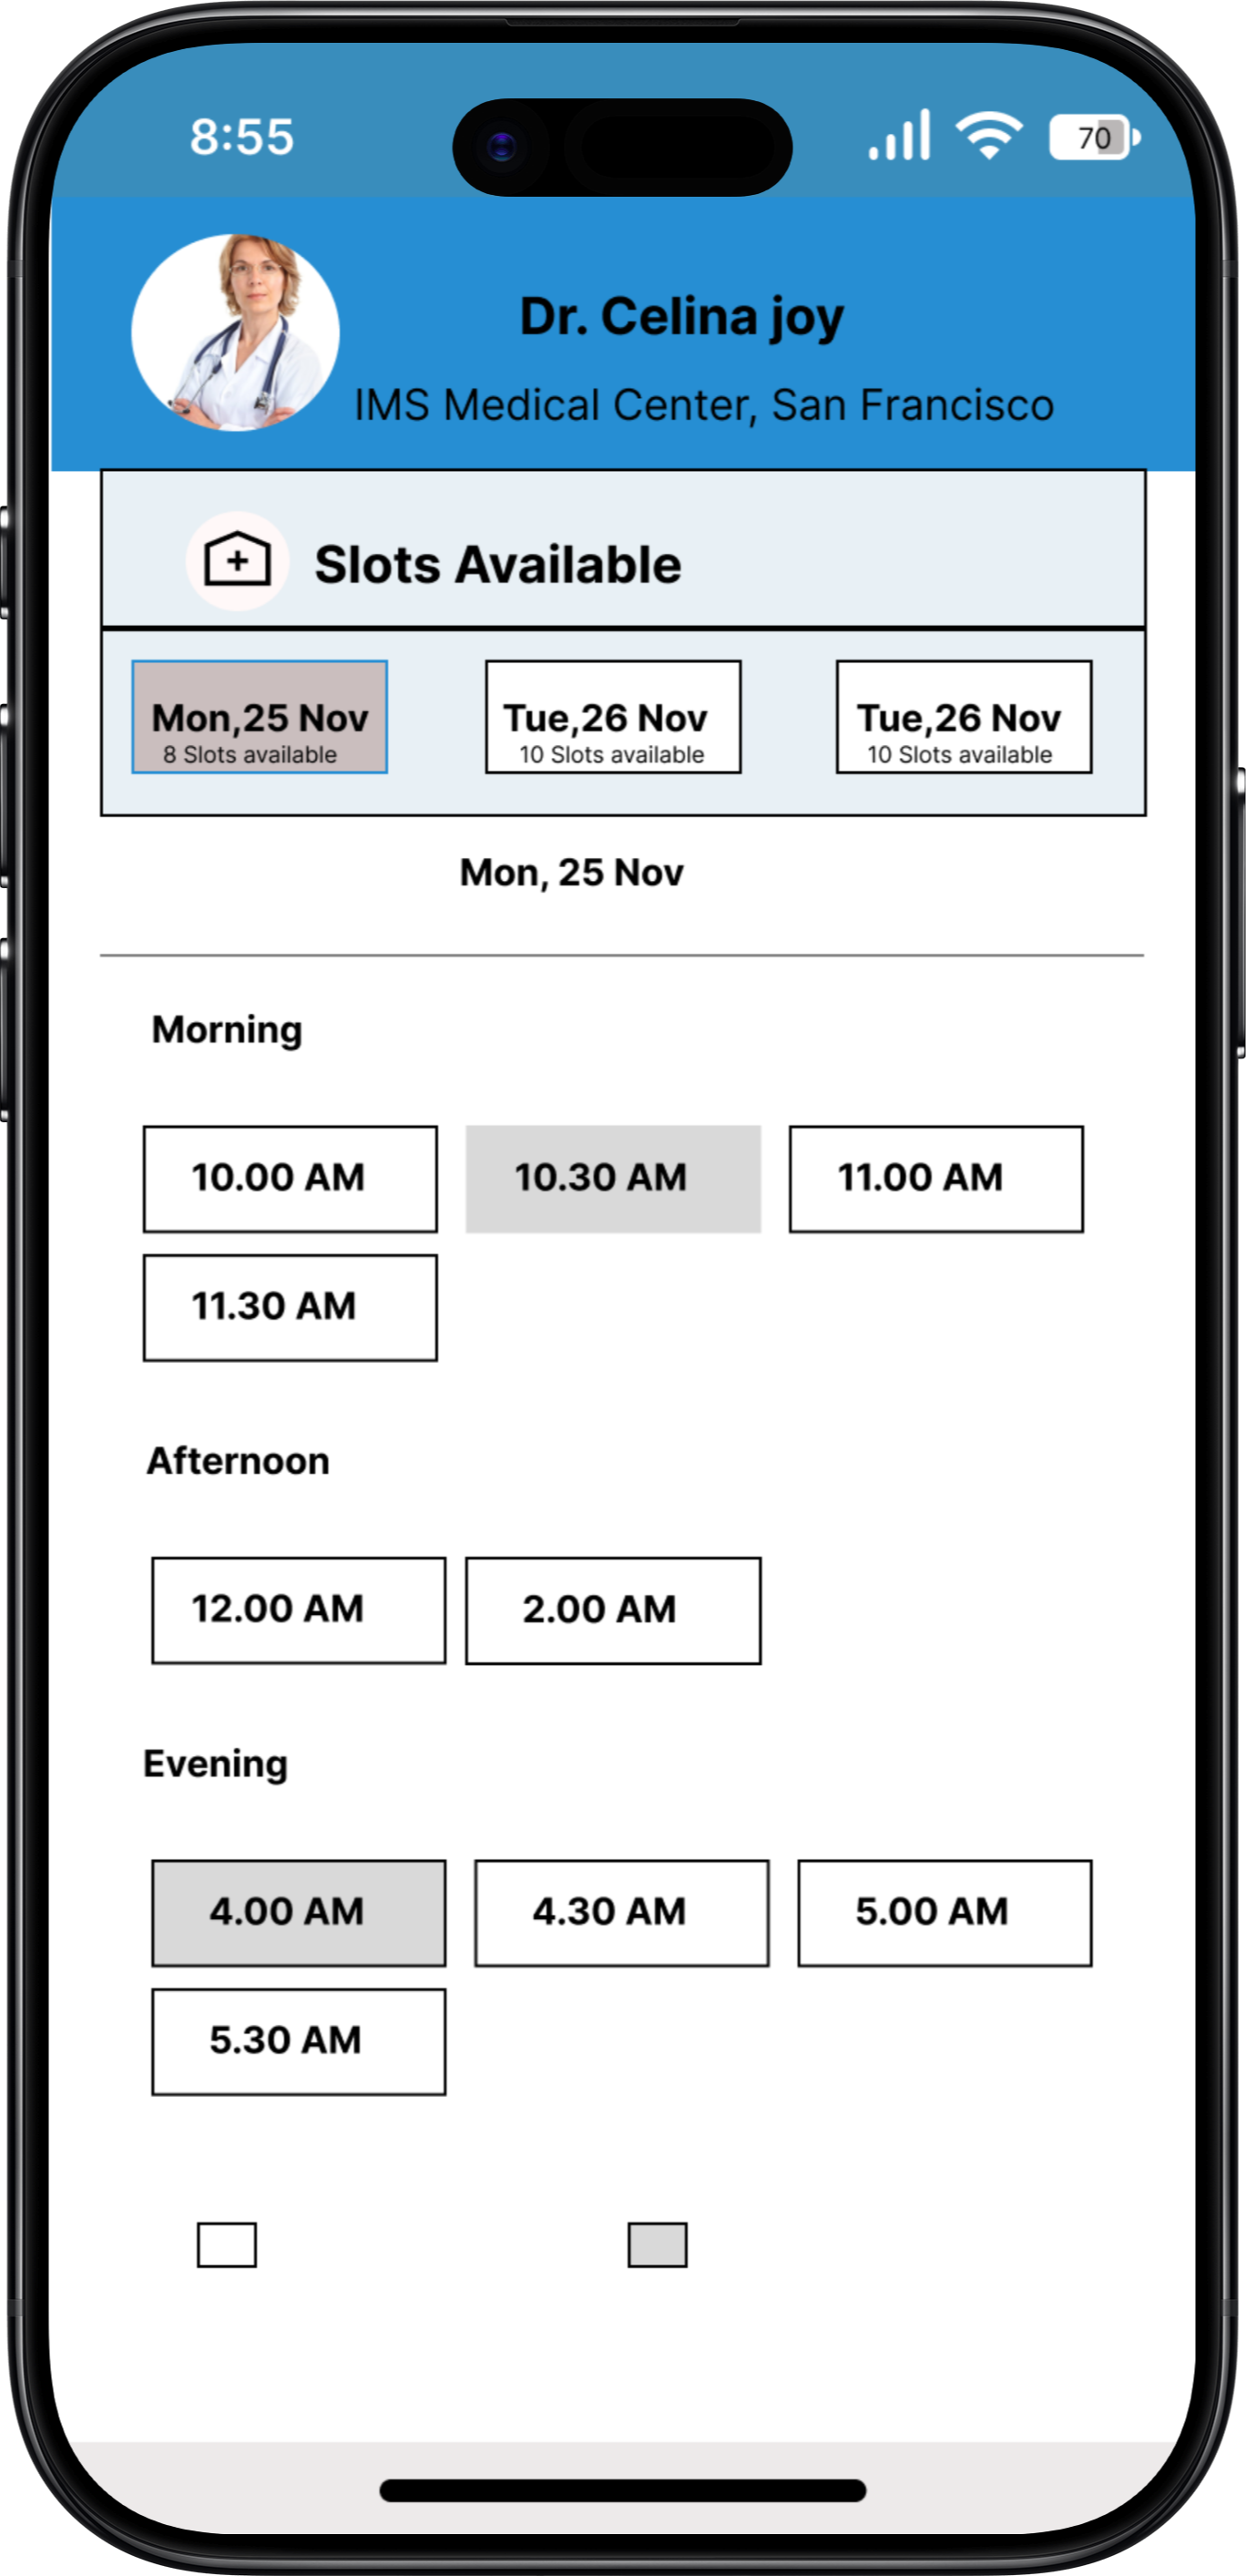 8:55
70
Dr. Celina joy
IMS Medical Center, San Francisco
Slots Available
Mon,25 Nov
8 Slots available
Tue,26 Nov
10 Slots available
Tue,26 Nov
10 Slots available
Mon, 25 Nov
Morning
10.00 AM
10.30 AM
11.00 AM
11.30 AM
Afternoon
12.00 AM
2.00 AM
Evening
4.00 AM
4.30 AM
5.00 AM
5.30 AM